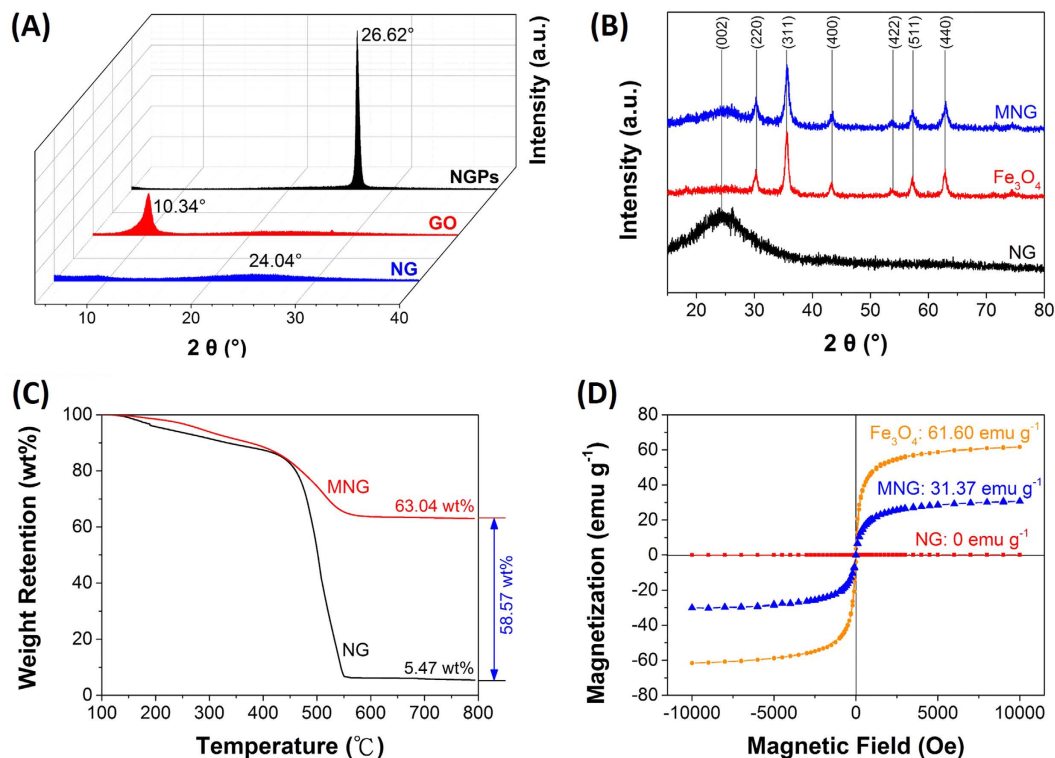 (A)
26.62°
NGPs
10.34°
GO
24.04°
NG
Intensity (a.u.)
10 20 30 40
2 θ (°)
(B)
(002) (220) (311) (400) (422) (511) (440)
MNG
Fe₃O₄
NG
Intensity (a.u.)
20 30 40 50 60 70 80
2 θ (°)
(C)
100
80
60
40
20
0
Weight Retention (wt%)
MNG
63.04 wt%
58.57 wt%
NG
5.47 wt%
100 200 300 400 500 600 700 800
Temperature (℃)
(D)
80
60
40
20
0
-20
-40
-60
-80
Magnetization (emu g⁻¹)
Fe₃O₄: 61.60 emu g⁻¹
MNG: 31.37 emu g⁻¹
NG: 0 emu g⁻¹
-10000 -5000 0 5000 10000
Magnetic Field (Oe)